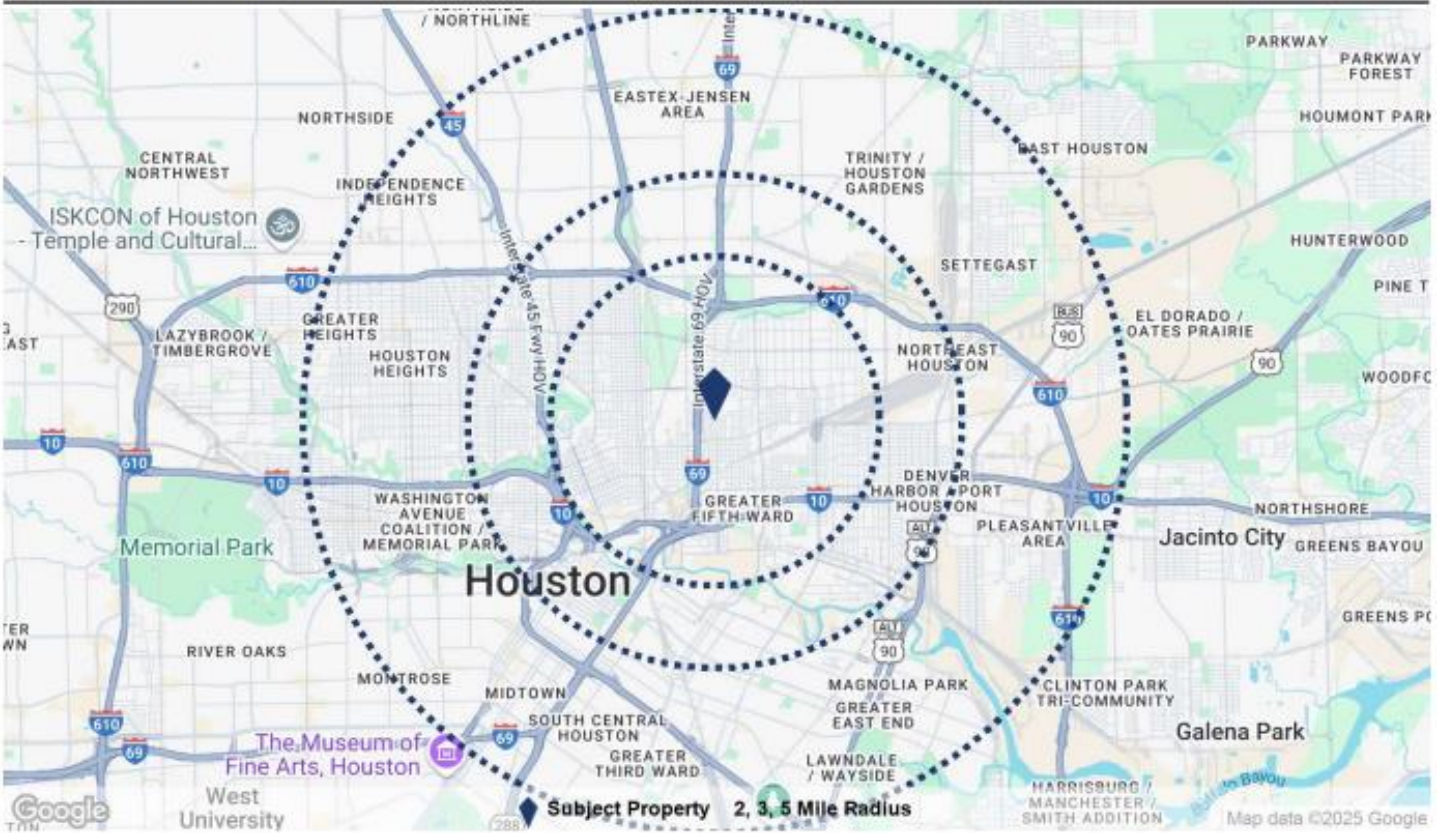 / NORTHLINE
PARKWAY
PARKWAY
FOREST
69
EASTEX-JENSEN
AREA
NORTHSIDE
45
HOUMONT PARK
EAST HOUSTON
CENTRAL
NORTHWEST
TRINITY /
HOUSTON
GARDENS
INDEPENDENCE
HEIGHTS
ISKCON of Houston
- Temple and Cultural...
HUNTERWOOD
SETTEGAST
Interstate 45 Fwy HOV
Interstate 69 HOV
610
610
PINE T
290
BUS
90
EL DORADO /
OATES PRAIRIE
LAZYBROOK /
TIMBERGROVE
GREATER
HEIGHTS
HOUSTON
HEIGHTS
NORTHEAST
HOUSTON
90
WOODFO
610
10
610
10
69
WASHINGTON
AVENUE
COALITION /
MEMORIAL PARK
10
GREATER
FIFTH WARD
10
DENVER
HARBOR / PORT
HOUSTON
10
NORTHSHORE
PLEASANTVILLE
AREA
Jacinto City
GREENS BAYOU
Memorial Park
ALT
90
Houston
610
GREENS PO
ALT
90
RIVER OAKS
MONTROSE
MIDTOWN
MAGNOLIA PARK
GREATER
EAST END
CLINTON PARK
TRI-COMMUNITY
610
69
SOUTH CENTRAL
HOUSTON
69
Galena Park
The Museum of
Fine Arts, Houston
GREATER
THIRD WARD
LAWNDALE
/ WAYSIDE
West
University
HARRISBURG /
MANCHESTER /
SMITH ADDITION
Buffalo Bayou
288
Subject Property 2, 3, 5 Mile Radius
Google
Map data ©2025 Google